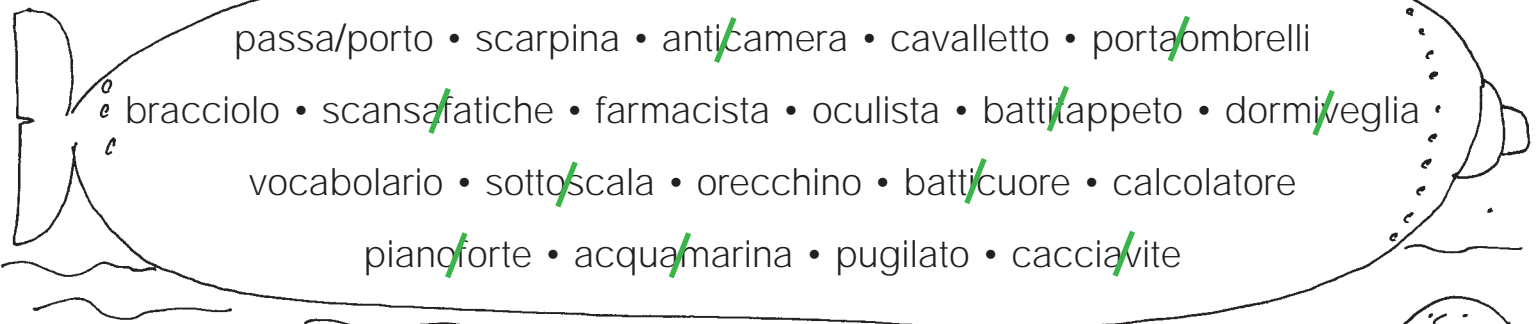 passa/porto • scarpina • anti/camera • cavalletto • porta/ombrelli
bracciolo • scansa/fatiche • farmacista • oculista • batti/tappeto • dormi/veglia
vocabolario • sotto/scala • orecchino • batti/cuore • calcolatore
piano/forte • acqua/marina • pugilato • caccia/vite